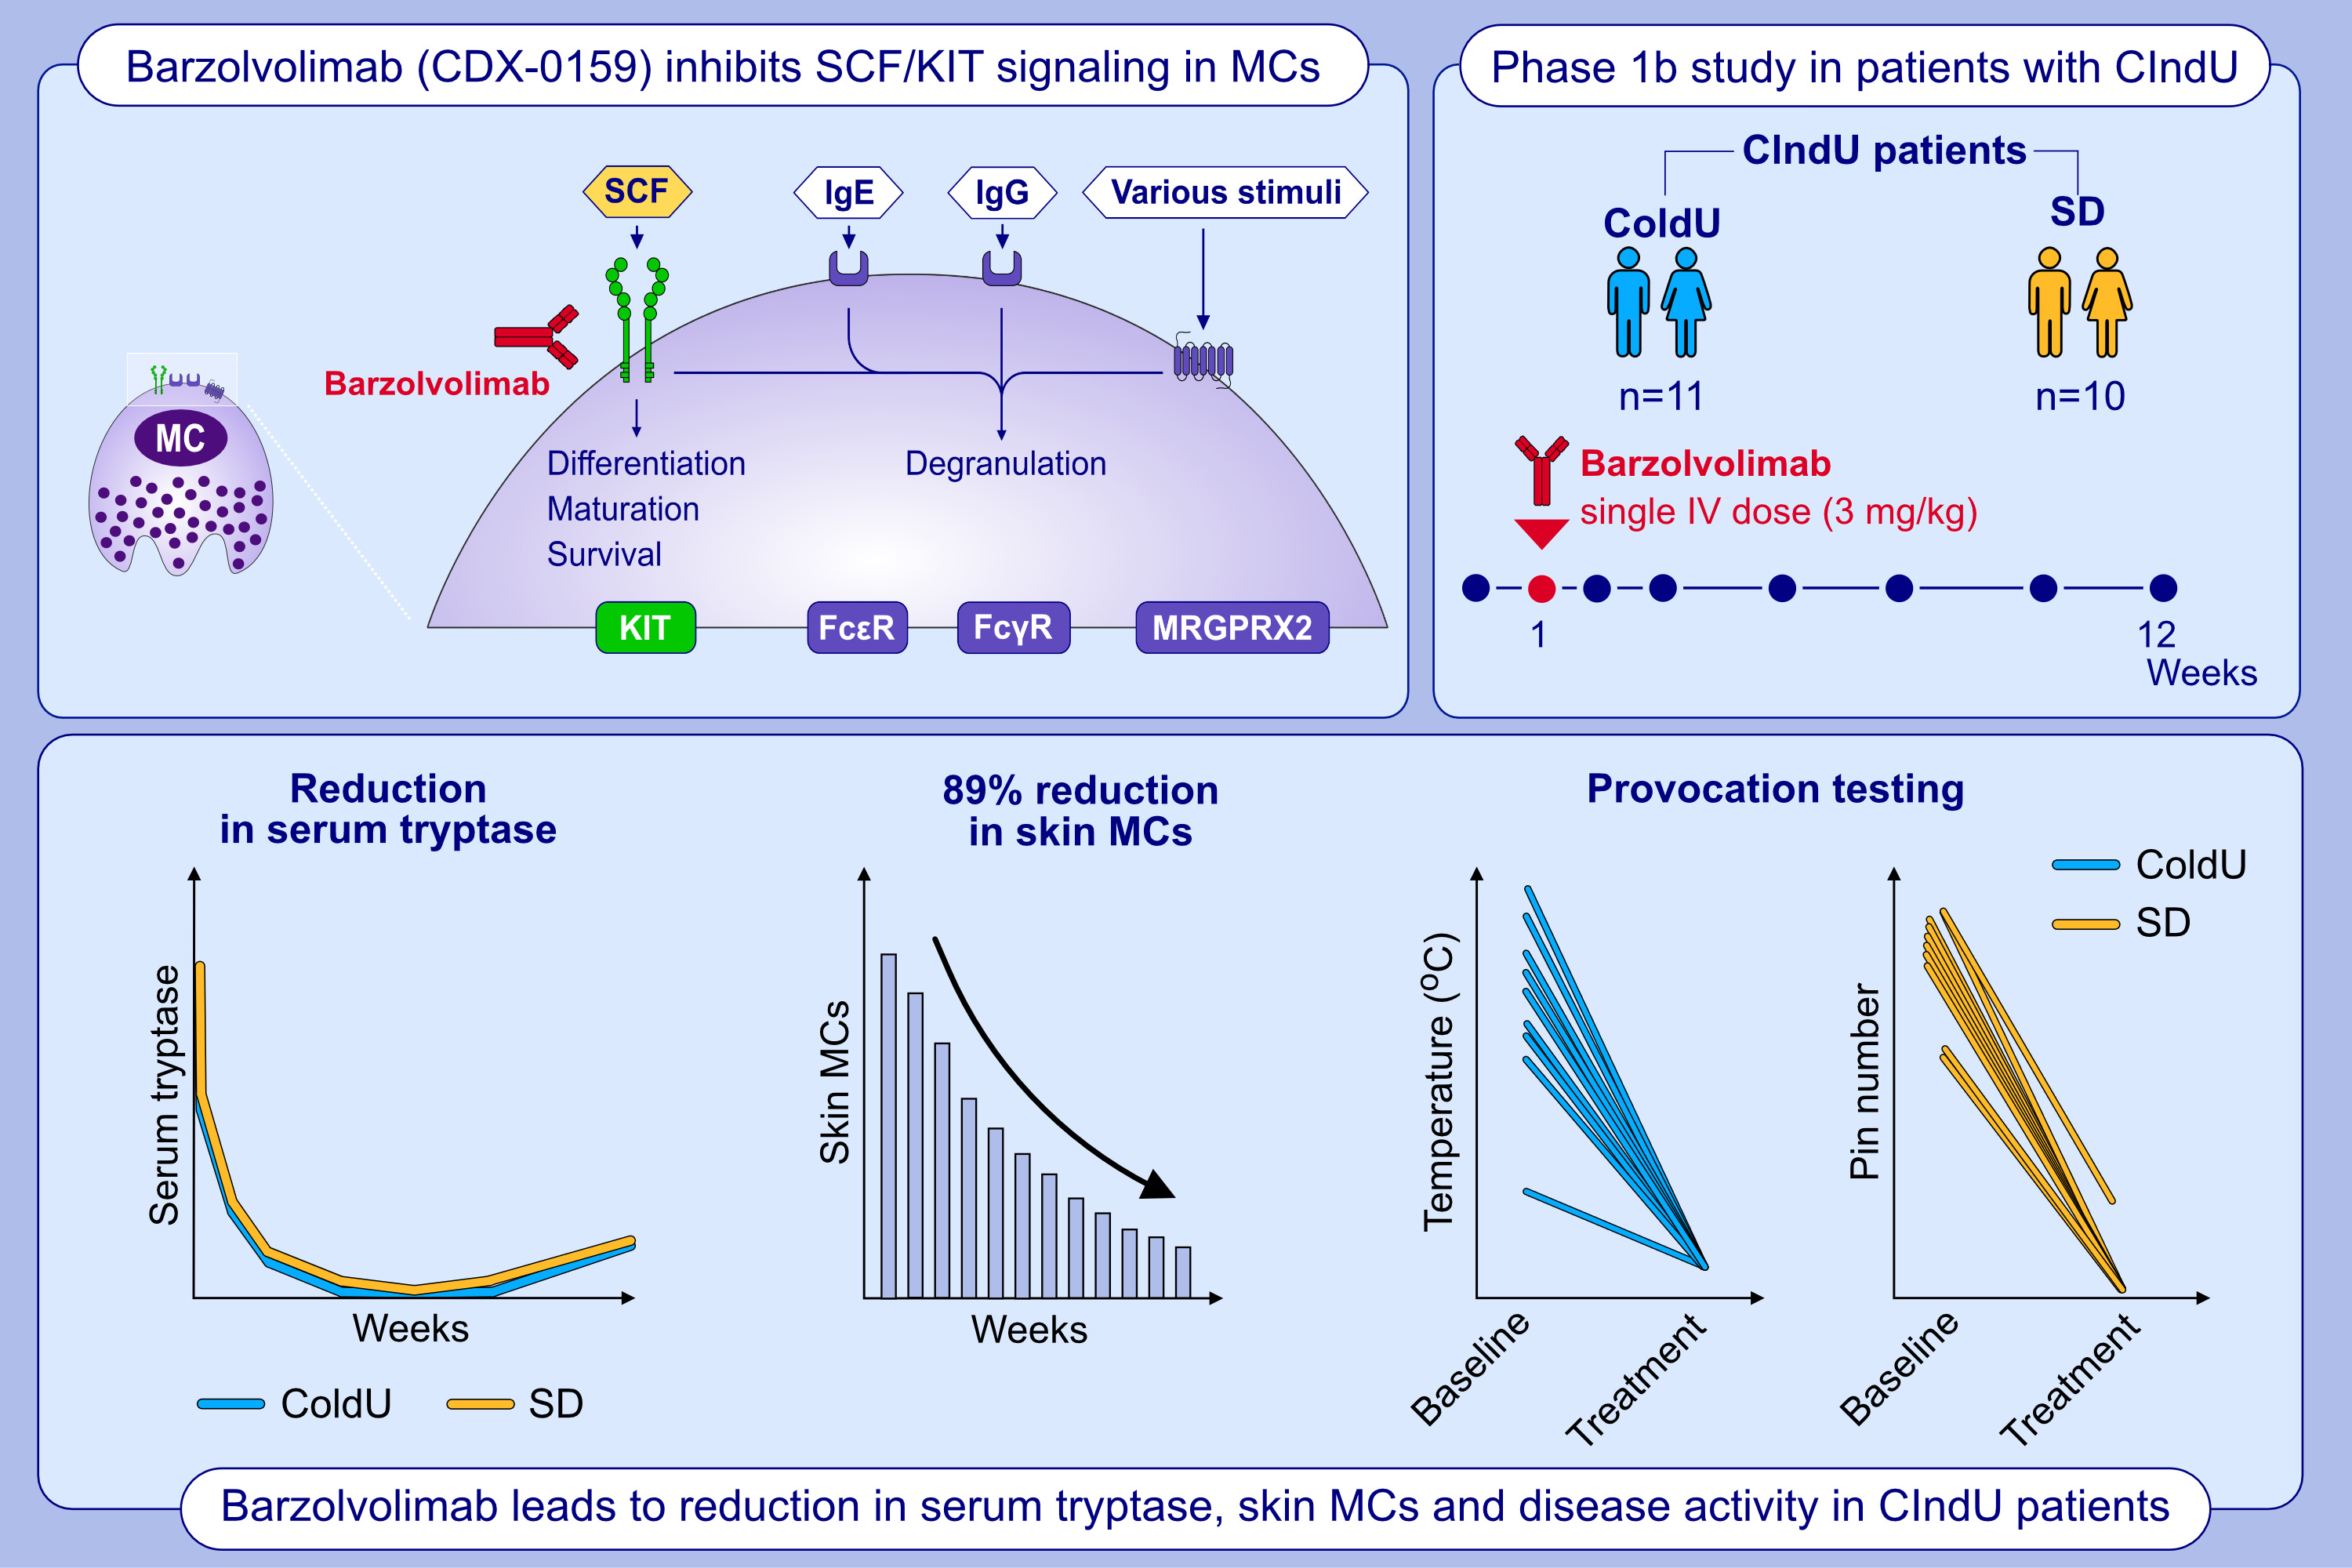 Barzolvolimab (CDX-0159) inhibits SCF/KIT signaling in MCs
SCF
IgE
IgG
Various stimuli
Barzolvolimab
MC
Differentiation
Maturation
Survival
Degranulation
KIT
FcεR
FcγR
MRGPRX2
Phase 1b study in patients with CIndU
CIndU patients
ColdU
SD
n=11
n=10
Barzolvolimab
single IV dose (3 mg/kg)
1
12
Weeks
Reduction
in serum tryptase
Serum tryptase
Weeks
ColdU
SD
89% reduction
in skin MCs
Skin MCs
Weeks
Provocation testing
ColdU
SD
Temperature (ºC)
Baseline
Treatment
Pin number
Baseline
Treatment
Barzolvolimab leads to reduction in serum tryptase, skin MCs and disease activity in CIndU patients